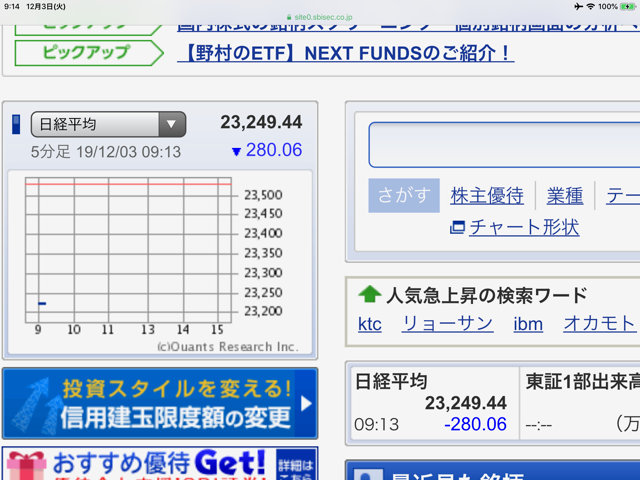 9:14 12月3日(火)
site0.sbisec.co.jp
100%
ピックアップ
ピックアップ 【野村のETF】NEXT FUNDSのご紹介！
日経平均 23,249.44
5分足 19/12/03 09:13 ▼280.06
23,500
23,450
23,400
23,350
23,300
23,250
23,200
9 10 11 13 14 15
(c)Quants Research Inc.
さがす 株主優待 業種 テー
チャート形状
人気急上昇の検索ワード
ktc リョーサン ibm オカモト
日経平均 東証1部出来高
23,249.44
09:13 -280.06 --:-- (万
投資スタイルを変える!
信用建玉限度額の変更
おすすめ優待Get!
詳細は
こちら